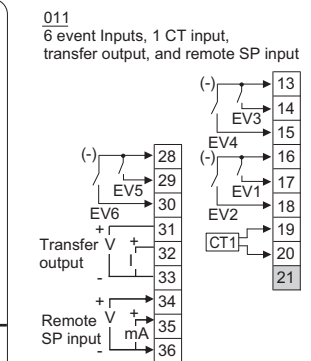 011
6 event Inputs, 1 CT input,
transfer output, and remote SP input
(-)
13
14
EV3
15
EV4
(-)
16
17
EV1
18
EV2
19
CT1
20
21
(-)
28
29
EV5
30
EV6
+
31
Transfer
output
V
+
I
32
-
33
+
34
Remote
SP input
V
+
mA
35
-
36